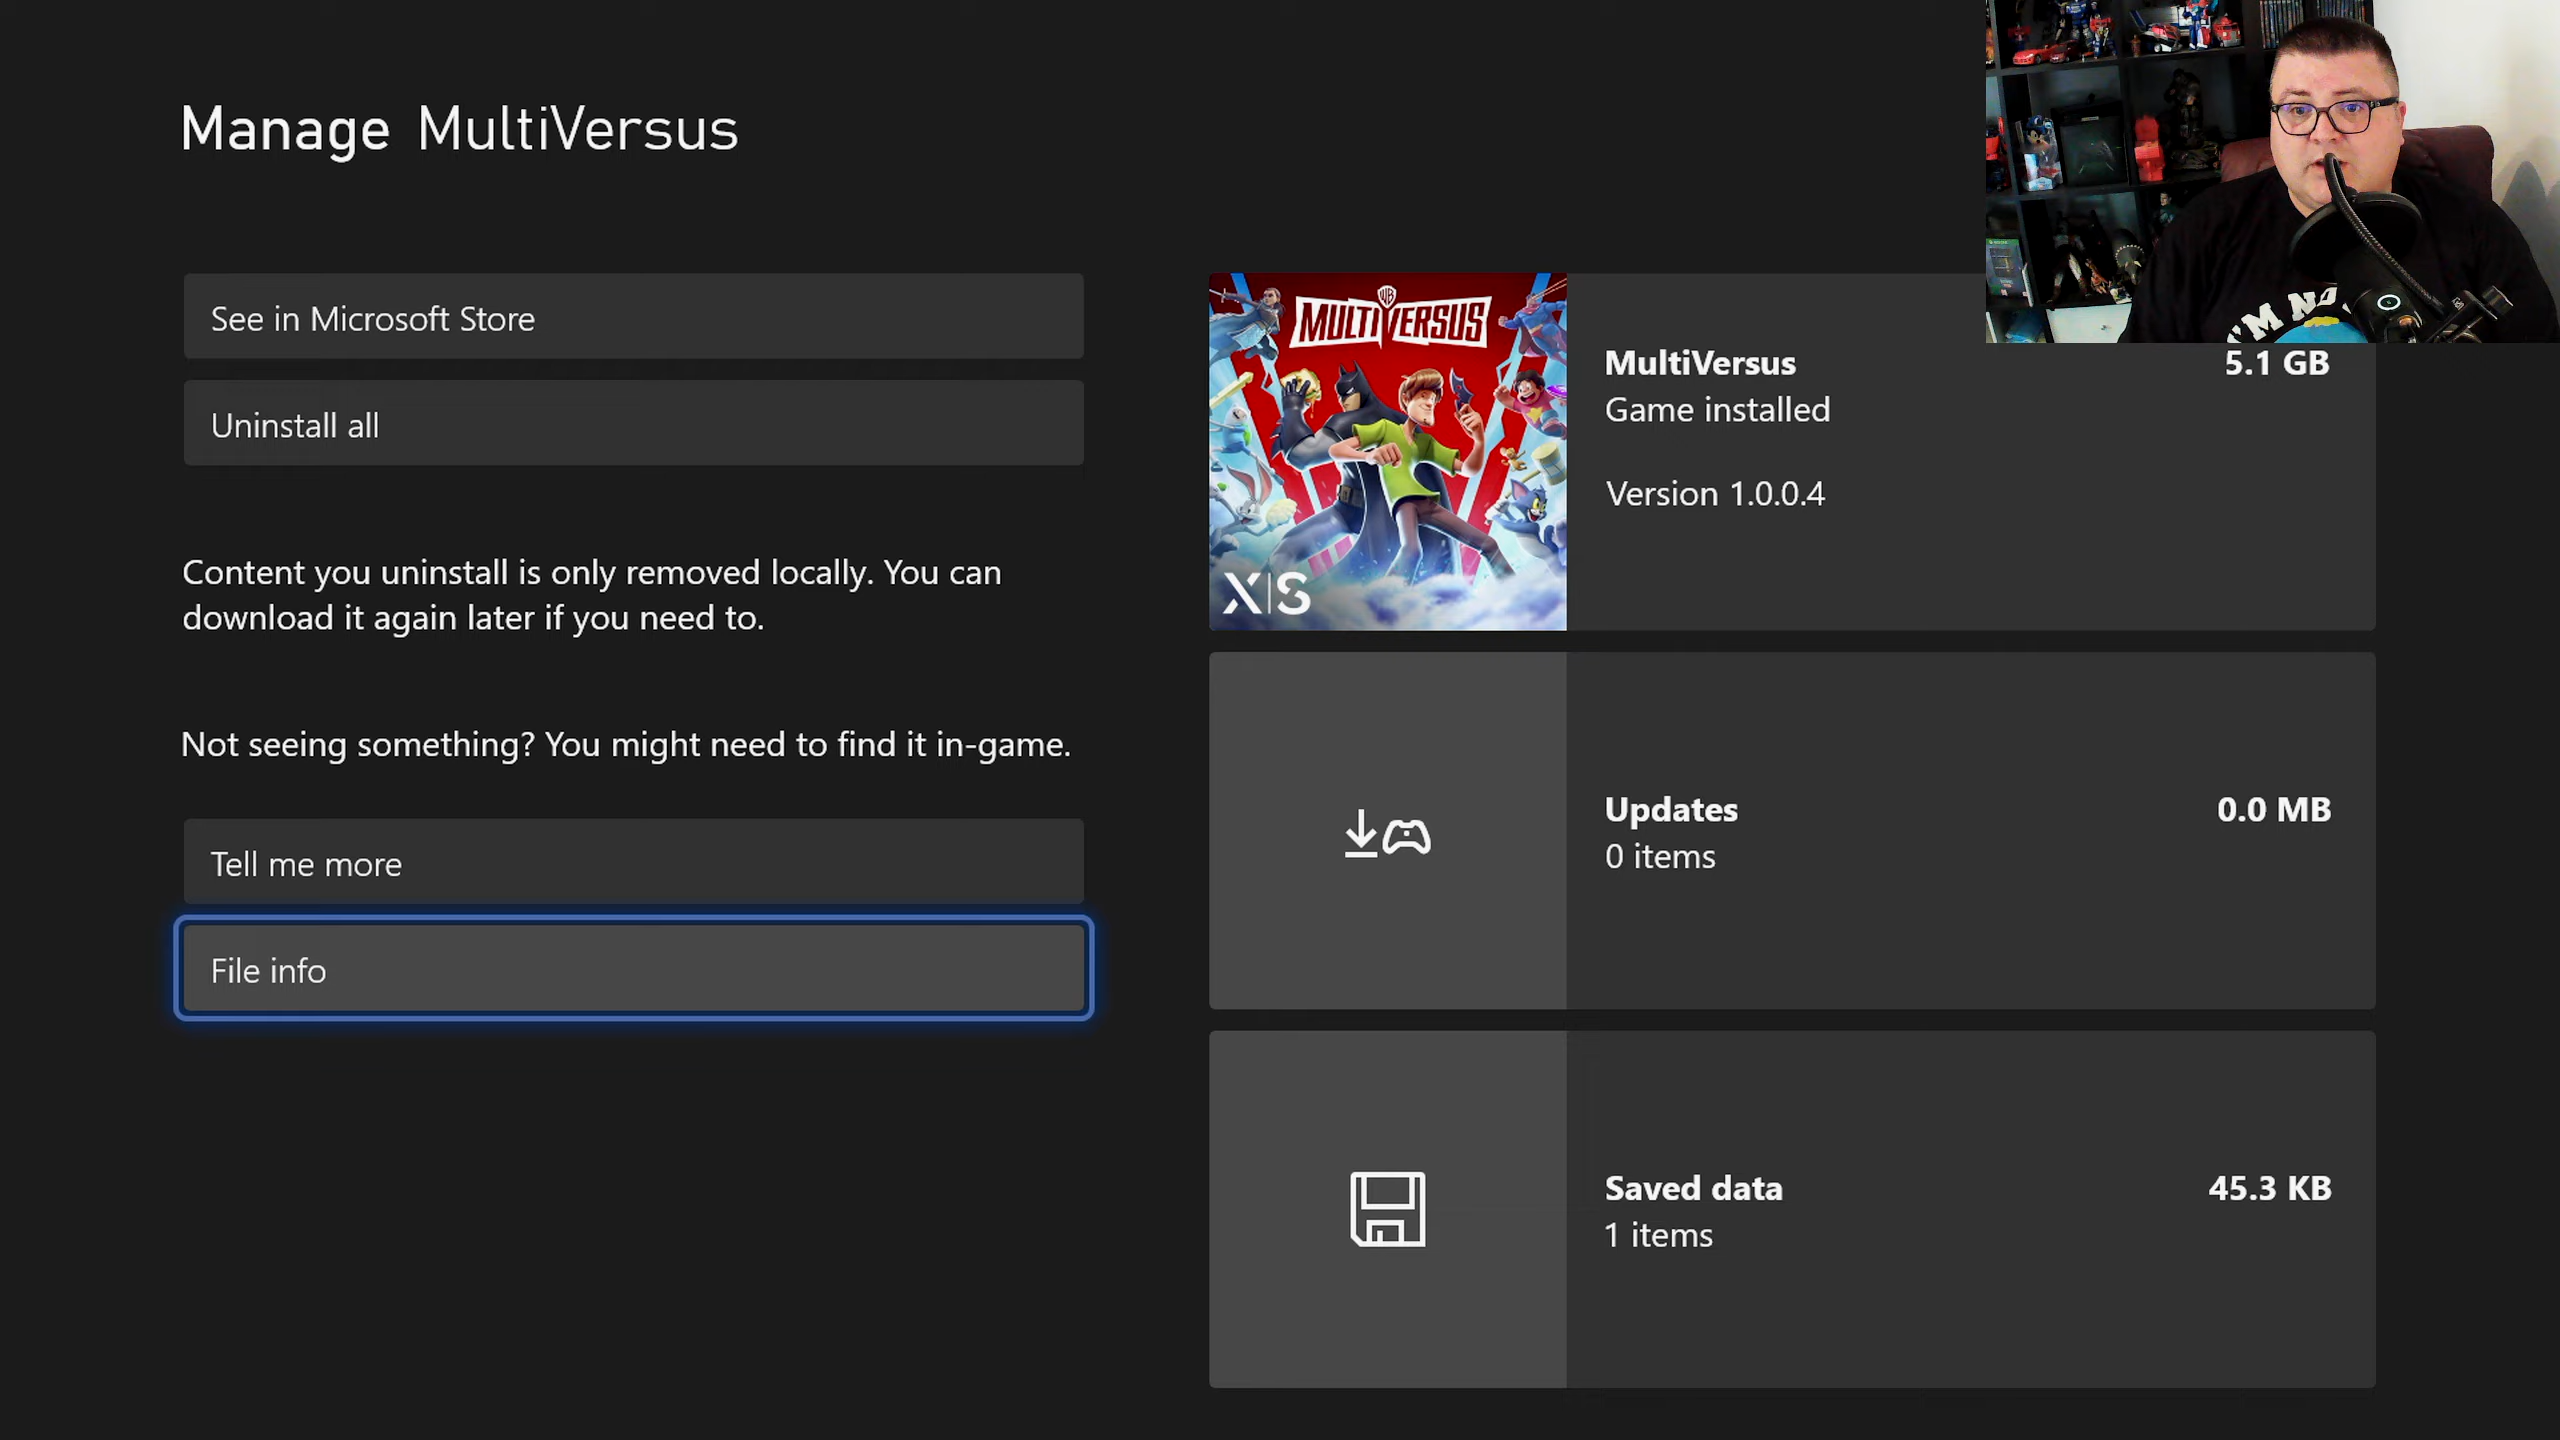 Manage MultiVersus
See in Microsoft Store
Uninstall all
Content you uninstall is only removed locally. You can
download it again later if you need to.
Not seeing something? You might need to find it in-game.
Tell me more
File info
WB
MULTIVERSUS
X|S
MultiVersus
5.1 GB
Game installed
Version 1.0.0.4
Updates
0.0 MB
0 items
Saved data
45.3 KB
1 items
I'M NO